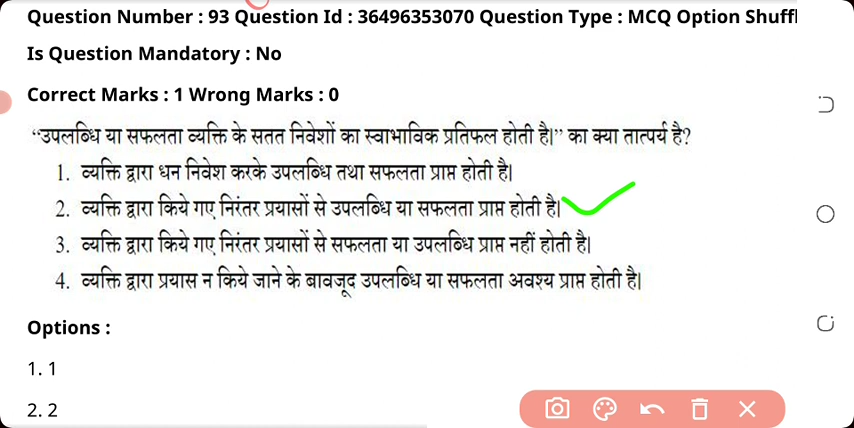 Question Number : 93 Question Id : 36496353070 Question Type : MCQ Option
Is Question Mandatory : No
Correct Marks : 1 Wrong Marks : 0
“उपलब्धि या सफलता व्यक्ति के सतत निवेशों का स्वाभाविक प्रतिफल होती है।” का क्या तात्पर्य है?
1. व्यक्ति द्वारा धन निवेश करके उपलब्धि तथा सफलता प्राप्त होती है।
2. व्यक्ति द्वारा किये गए निरंतर प्रयासों से उपलब्धि या सफलता प्राप्त होती है।
3. व्यक्ति द्वारा किये गए निरंतर प्रयासों से सफलता या उपलब्धि प्राप्त नहीं होती है।
4. व्यक्ति द्वारा प्रयास न किये जाने के बावजूद उपलब्धि या सफलता अवश्य प्राप्त होती है।
Options :
1. 1
2. 2